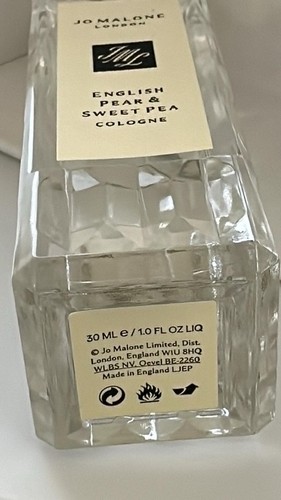 JO MALONE
LONDON
JML
ENGLISH
PEAR &
SWEET PEA
COLOGNE
30 ML e / 1.0 FL OZ LIQ
© Jo Malone Limited, Dist.
London, England W1U 8HQ
WLBS NV, Oevel BE-2260
Made in England LJEP